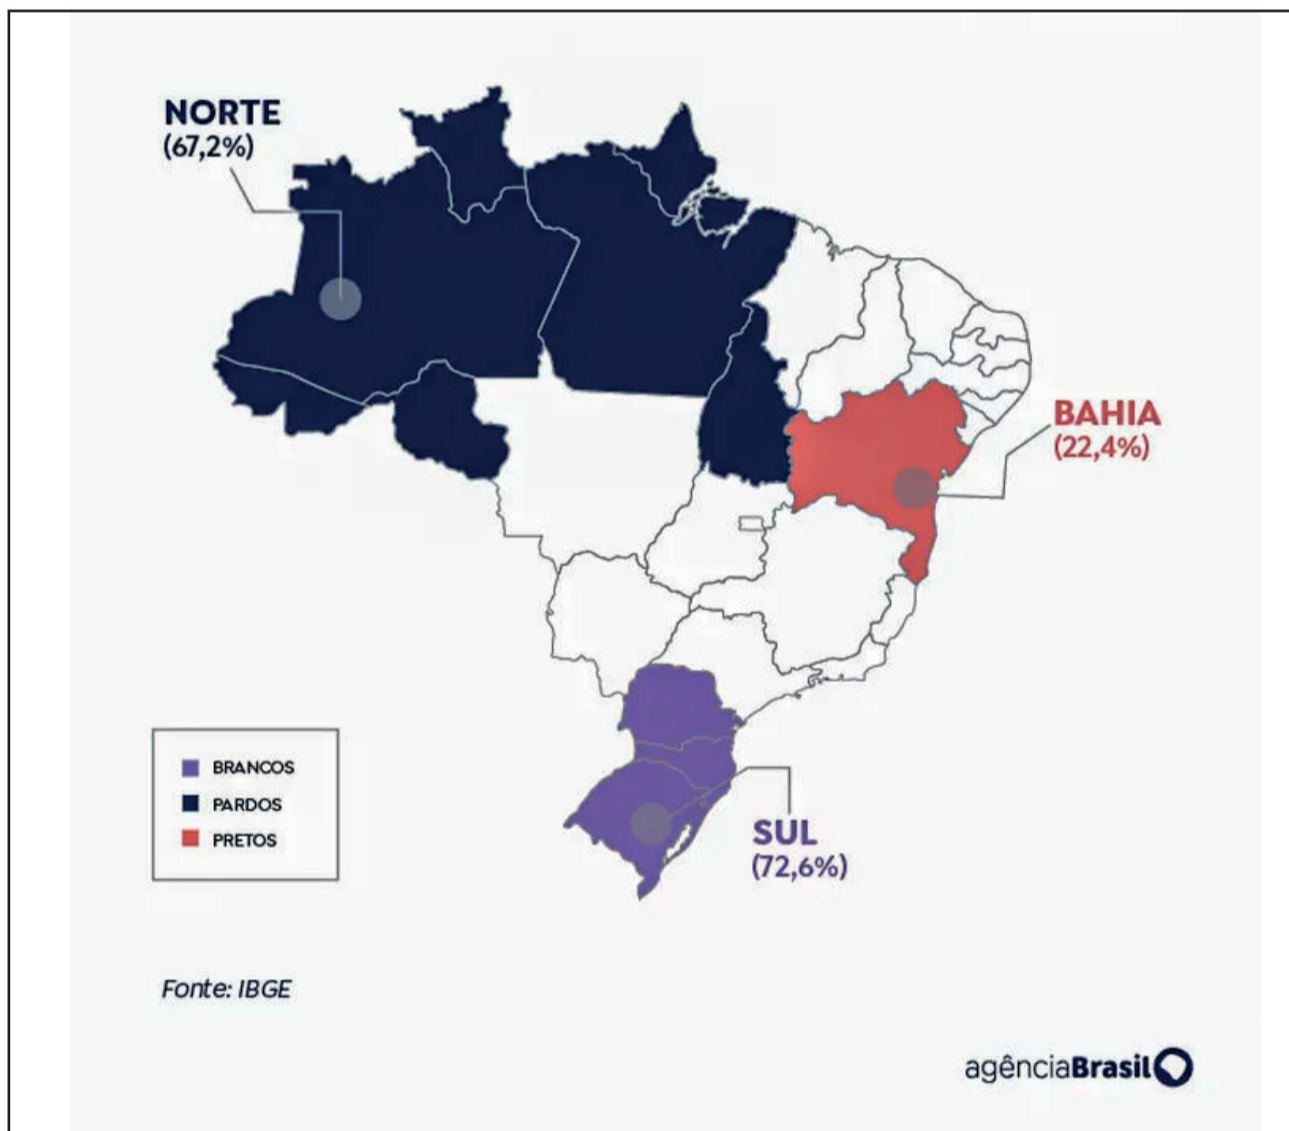 NORTE
(67,2%)
BAHIA
(22,4%)
BRANCOS
PARDOS
PRETOS
SUL
(72,6%)
Fonte: IBGE
agênciaBrasil